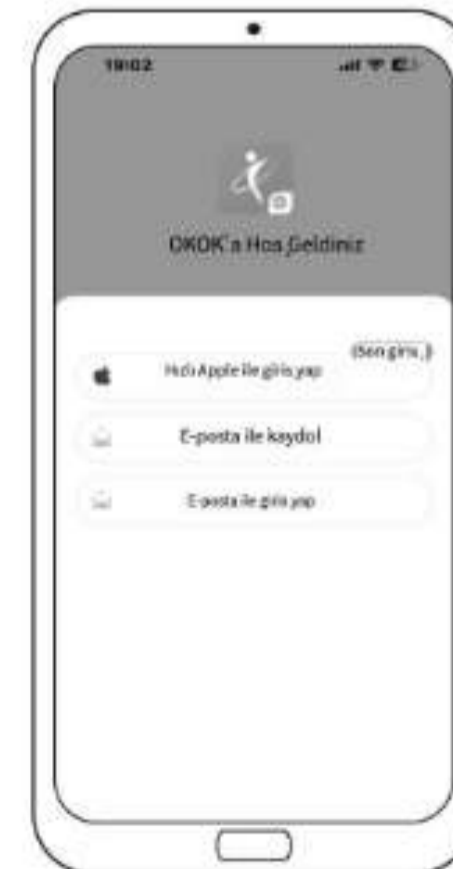 19:02
OKOK'a Hoş Geldiniz
(Son giriş)
Hızlı Apple ile giriş yap
E-posta ile kaydol
E-posta ile giriş yap